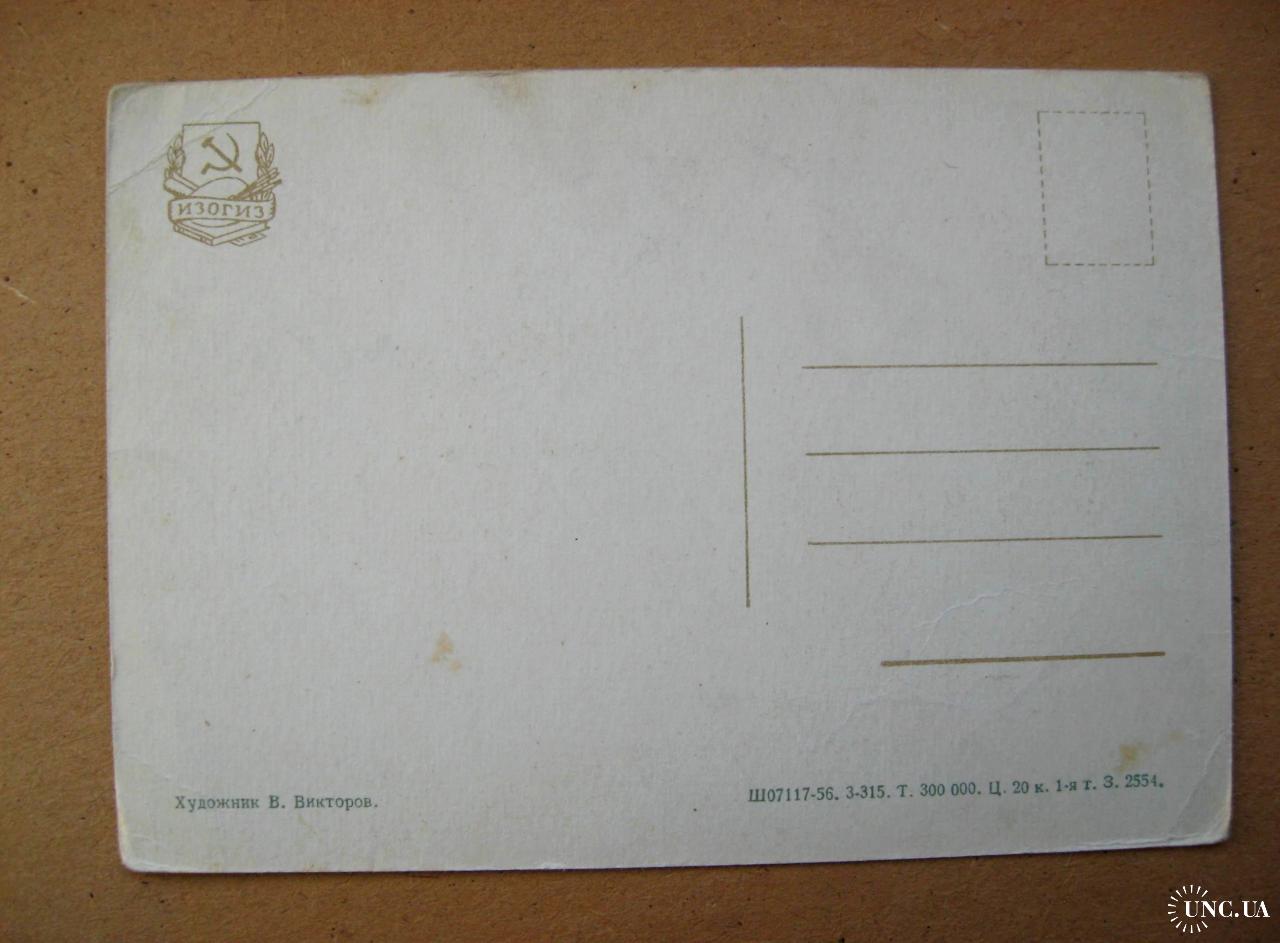 ИЗОГИЗ
Художник В. Викторов.
Ш07117-56. 3-315. Т. 300 000. Ц. 20 к. 1-я т. З. 2554.
UNC.UA